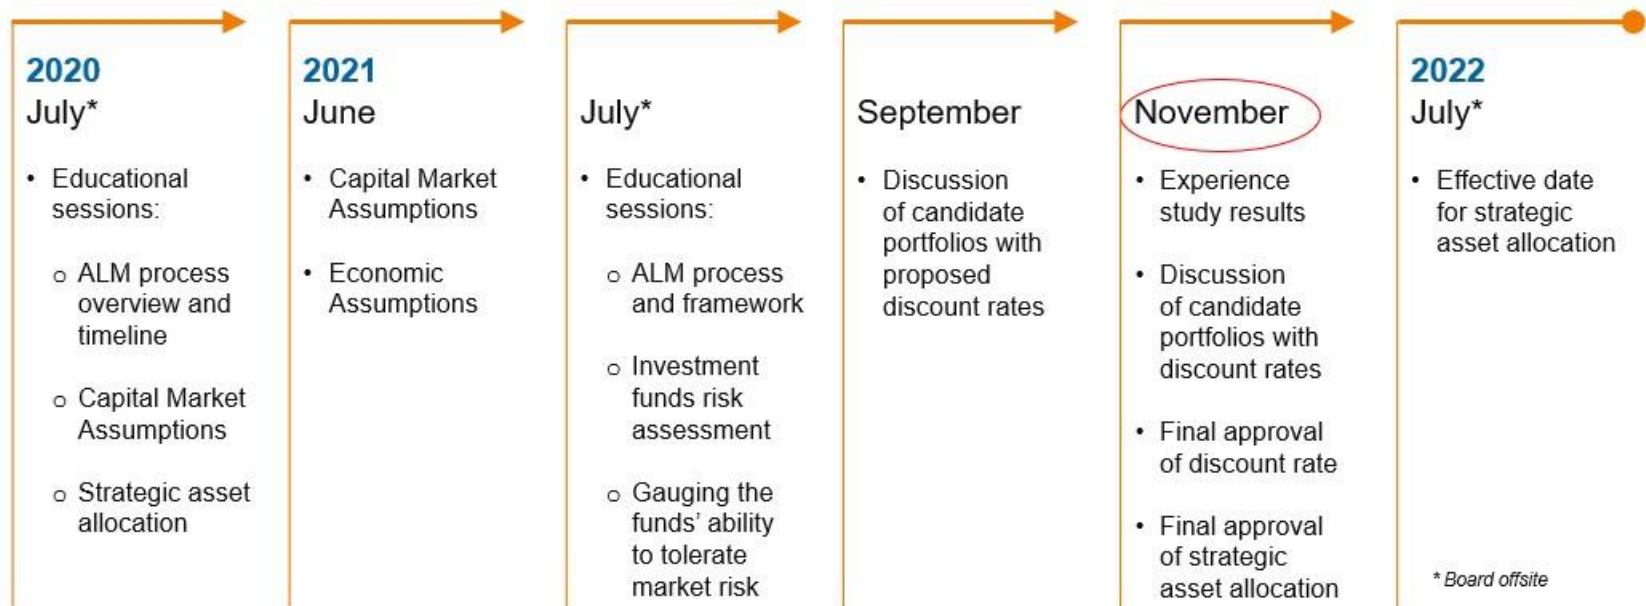 2020
July*
• Educational
sessions:
o ALM process
overview and
timeline
o Capital Market
Assumptions
o Strategic asset
allocation
2021
June
• Capital Market
Assumptions
• Economic
Assumptions
July*
• Educational
sessions:
o ALM process
and framework
o Investment
funds risk
assessment
o Gauging the
funds’ ability
to tolerate
market risk
September
• Discussion
of candidate
portfolios with
proposed
discount rates
November
• Experience
study results
• Discussion
of candidate
portfolios with
discount rates
• Final approval
of discount rate
• Final approval
of strategic
asset allocation
2022
July*
• Effective date
for strategic
asset allocation
* Board offsite